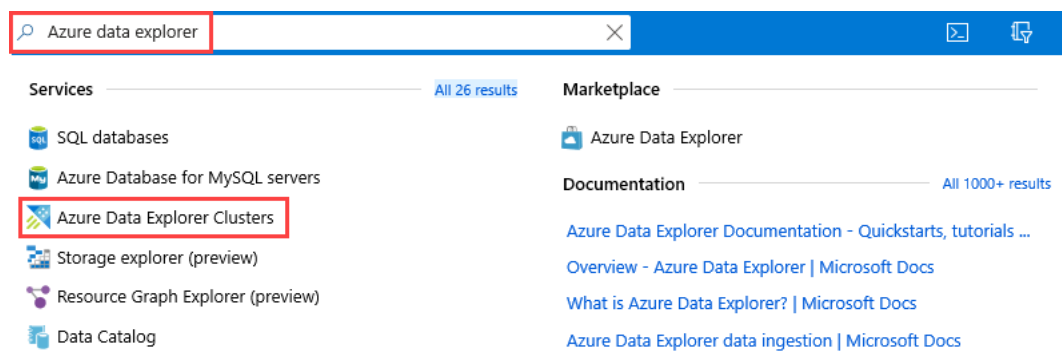 Azure data explorer
Services
All 26 results
SQL databases
Azure Database for MySQL servers
Azure Data Explorer Clusters
Storage explorer (preview)
Resource Graph Explorer (preview)
Data Catalog
Marketplace
Azure Data Explorer
Documentation
All 1000+ results
Azure Data Explorer Documentation - Quickstarts, tutorials ...
Overview - Azure Data Explorer | Microsoft Docs
What is Azure Data Explorer? | Microsoft Docs
Azure Data Explorer data ingestion | Microsoft Docs